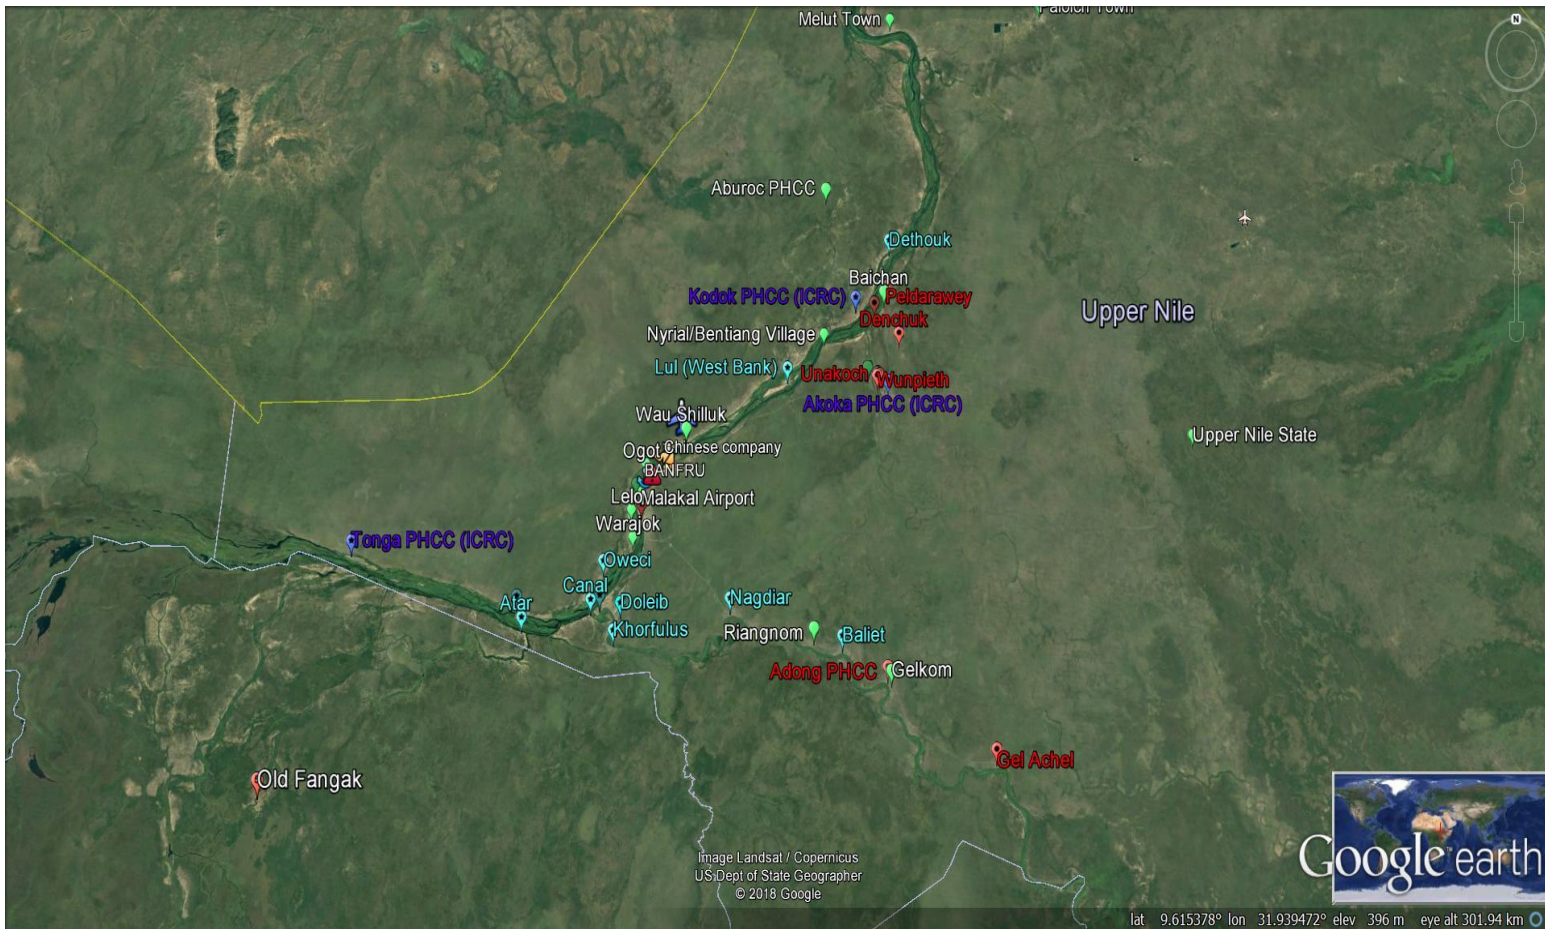 Melut Town
Paloich Town
Aburoc PHCC
Dethouk
Baichan
Kodok PHCC (ICRC)
Peldarawey
Denchuk
Upper Nile
Nyrial/Bentiang Village
Lul (West Bank)
Unakoch
Wunpieth
Akoka PHCC (ICRC)
Wau Shilluk
Upper Nile State
Ogot
Chinese company
BANFRU
Lelo
Malakal Airport
Warajok
Tonga PHCC (ICRC)
Oweci
Canal
Atar
Doleib
Nagdiar
Khorfulus
Riangnom
Baliet
Adong PHCC
Gelkom
Gel Achel
Old Fangak
Image Landsat / Copernicus
US Dept of State Geographer
© 2018 Google
Google earth
lat 9.615378° lon 31.939472° elev 396 m eye alt 301.94 km
N